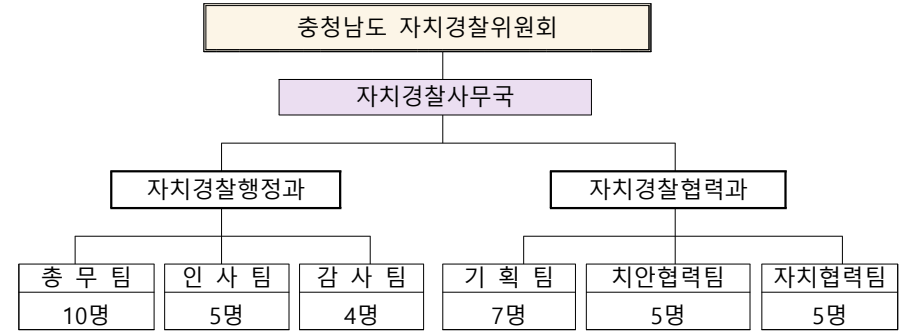 충청남도 자치경찰위원회
자치경찰사무국
자치경찰행정과 자치경찰협력과
총 무 팀 인 사 팀 감 사 팀 기 획 팀 치안협력팀 자치협력팀
10명 5명 4명 7명 5명 5명